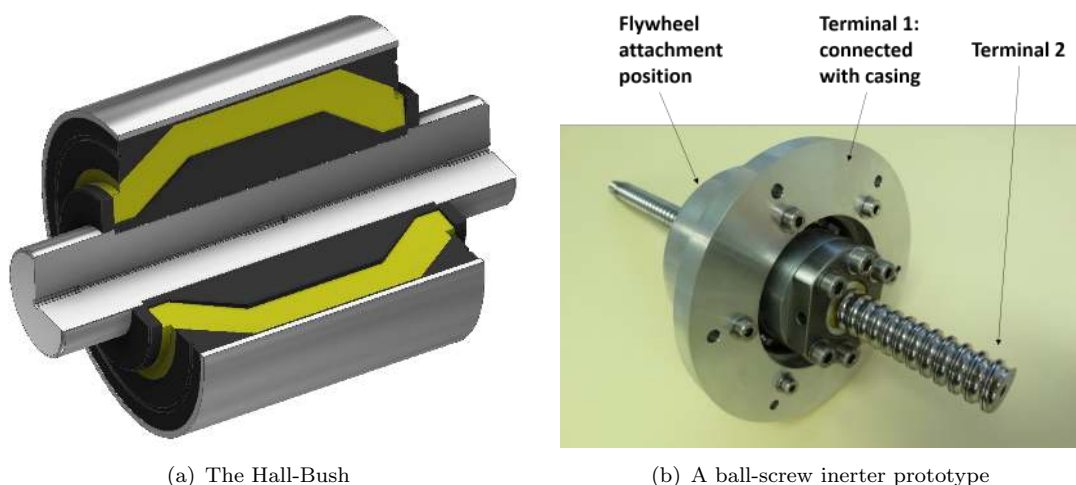 Flywheel
attachment
position
Terminal 1:
connected
with casing
Terminal 2
(a) The Hall-Bush
(b) A ball-screw inerter prototype